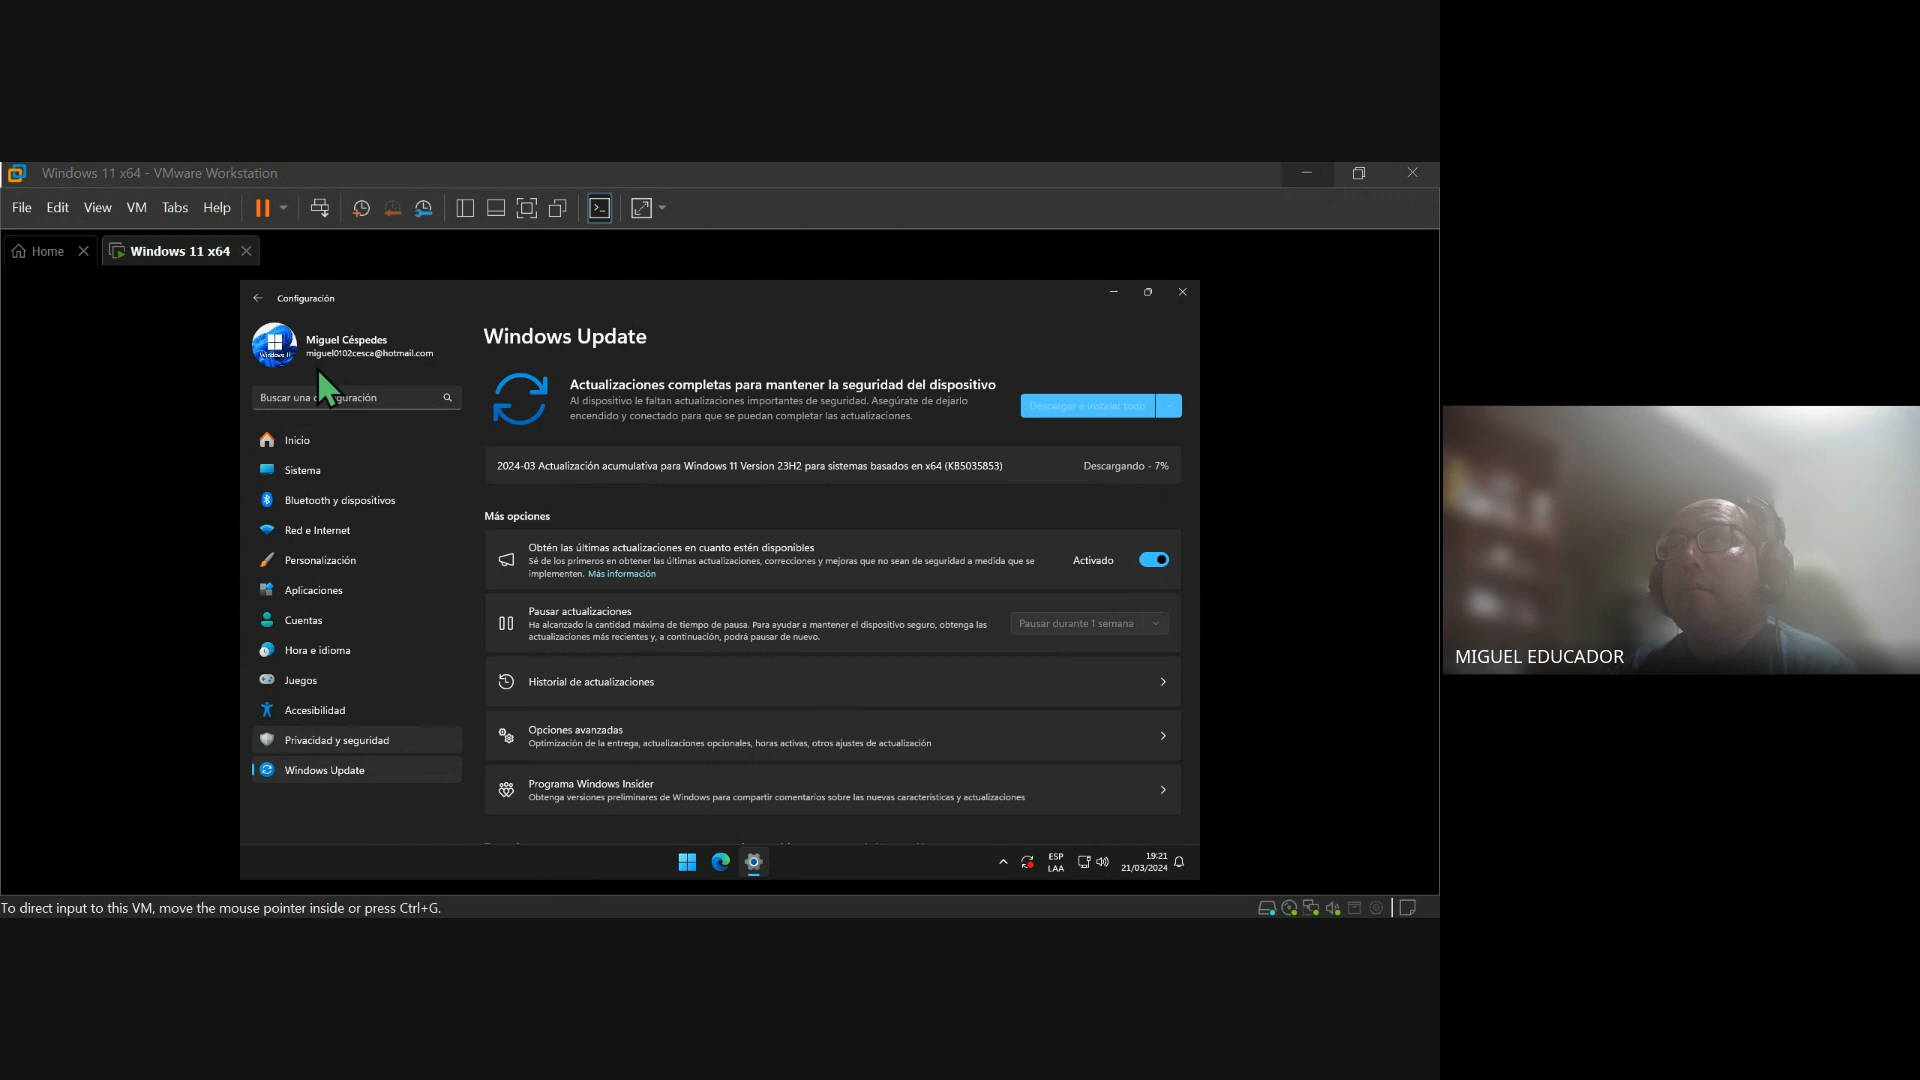 Windows 11 x64 - VMware Workstation
File Edit View VM Tabs Help
Home
Windows 11 x64
Configuración
Miguel Céspedes
miguel0102cesca@hotmail.com
Buscar una configuración
Inicio
Sistema
Bluetooth y dispositivos
Red e Internet
Personalización
Aplicaciones
Cuentas
Hora e idioma
Juegos
Accesibilidad
Privacidad y seguridad
Windows Update
Windows Update
Actualizaciones completas para mantener la seguridad del dispositivo
Al dispositivo le faltan actualizaciones importantes de seguridad. Asegúrate de dejarlo
encendido y conectado para que se puedan completar las actualizaciones.
Descargar e instalar todo
2024-03 Actualización acumulativa para Windows 11 Version 23H2 para sistemas basados en x64 (KB5035853)
Descargando - 7%
Más opciones
Obtén las últimas actualizaciones en cuanto estén disponibles
Sé de los primeros en obtener las últimas actualizaciones, correcciones y mejoras que no sean de seguridad a medida que se
implementen. Más información
Activado
Pausar actualizaciones
Ha alcanzado la cantidad máxima de tiempo de pausa. Para ayudar a mantener el dispositivo seguro, obtenga las
actualizaciones más recientes y, a continuación, podrá pausar de nuevo.
Pausar durante 1 semana
Historial de actualizaciones
Opciones avanzadas
Optimización de la entrega, actualizaciones opcionales, horas activas, otros ajustes de actualización
Programa Windows Insider
Obtenga versiones preliminares de Windows para compartir comentarios sobre las nuevas características y actualizaciones
ESP
LAA
19:21
21/03/2024
To direct input to this VM, move the mouse pointer inside or press Ctrl+G.
MIGUEL EDUCADOR